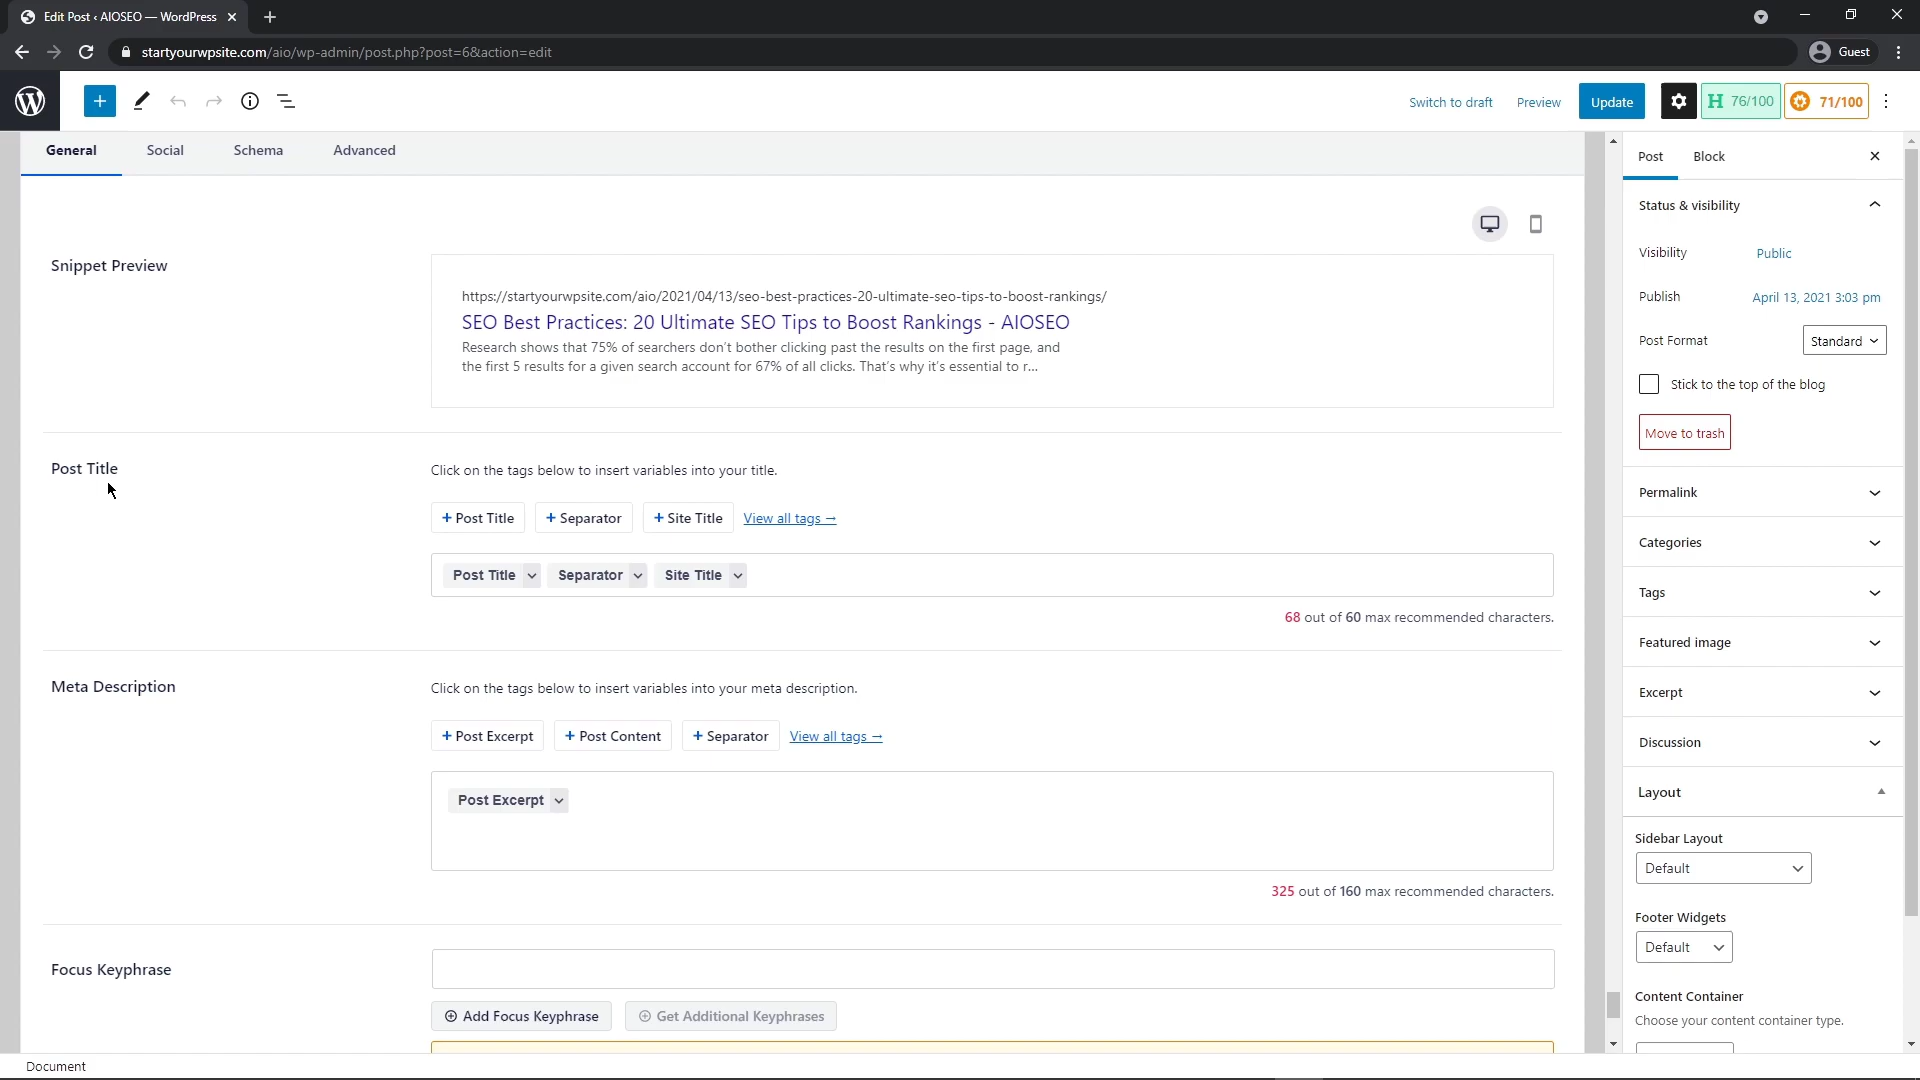 Edit Post ‹ AIOSEO — WordPress
startyourwpsite.com/aio/wp-admin/post.php?post=6&action=edit
Guest
Switch to draft
Preview
Update
H 76/100
71/100
General
Social
Schema
Advanced
Snippet Preview
https://startyourwpsite.com/aio/2021/04/13/seo-best-practices-20-ultimate-seo-tips-to-boost-rankings/
SEO Best Practices: 20 Ultimate SEO Tips to Boost Rankings - AIOSEO
Research shows that 75% of searchers don't bother clicking past the results on the first page, and
the first 5 results for a given search account for 67% of all clicks. That's why it's essential to r...
Post Title
Click on the tags below to insert variables into your title.
+ Post Title
+ Separator
+ Site Title
View all tags →
Post Title
Separator
Site Title
68 out of 60 max recommended characters.
Meta Description
Click on the tags below to insert variables into your meta description.
+ Post Excerpt
+ Post Content
+ Separator
View all tags →
Post Excerpt
325 out of 160 max recommended characters.
Focus Keyphrase
Add Focus Keyphrase
Get Additional Keyphrases
Document
Post
Block
Status & visibility
Visibility
Public
Publish
April 13, 2021 3:03 pm
Post Format
Standard
Stick to the top of the blog
Move to trash
Permalink
Categories
Tags
Featured image
Excerpt
Discussion
Layout
Sidebar Layout
Default
Footer Widgets
Default
Content Container
Choose your content container type.